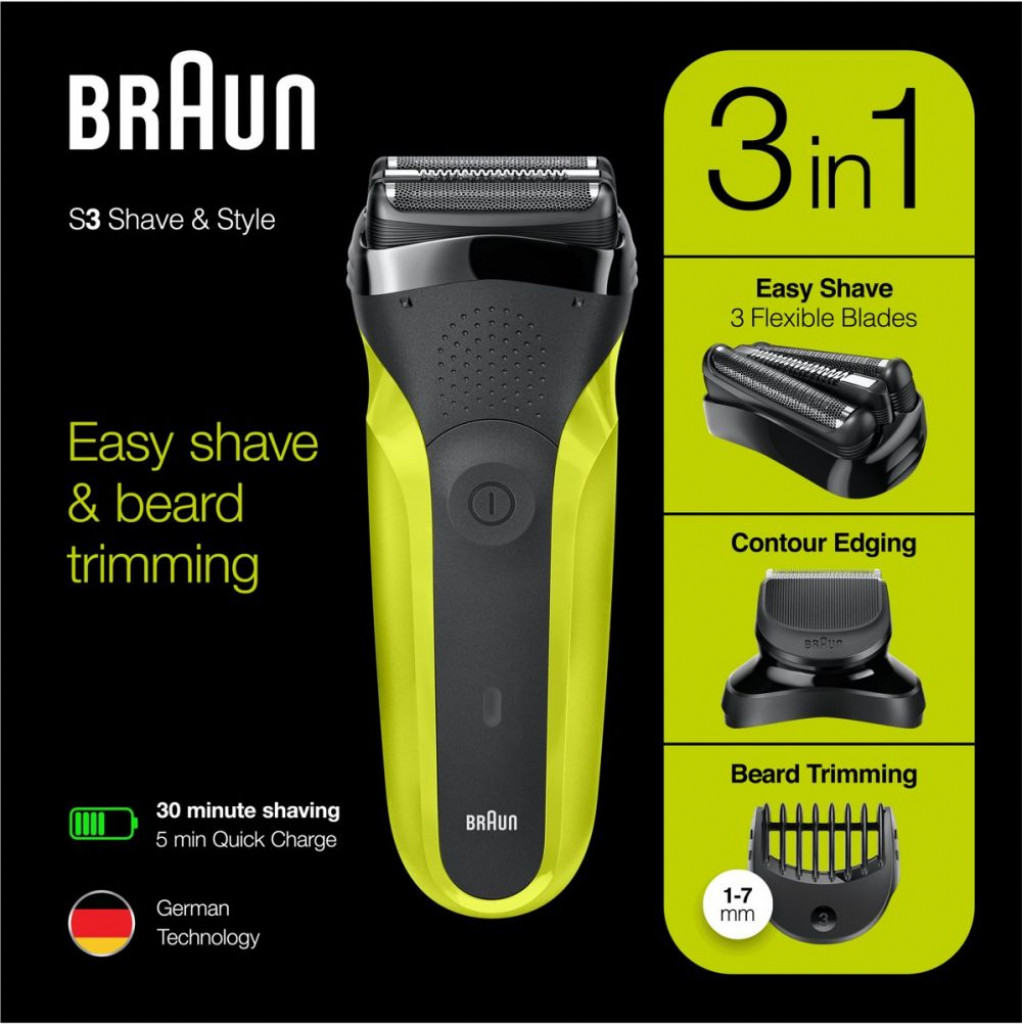 BRAUN
S3 Shave & Style
Easy shave
& beard
trimming
30 minute shaving
5 min Quick Charge
German
Technology
BRAUN
3 in 1
Easy Shave
3 Flexible Blades
Contour Edging
BRAUN
Beard Trimming
1-7
mm
3